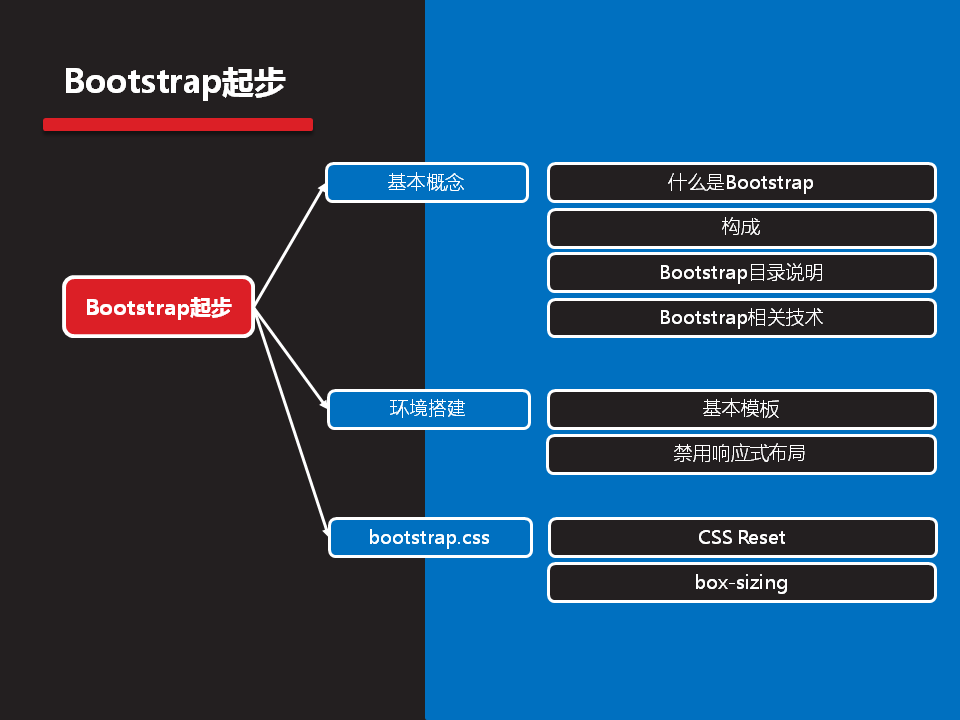 Bootstrap起步
基本概念
什么是Bootstrap
构成
Bootstrap目录说明
Bootstrap起步
Bootstrap相关技术
环境搭建
基本模板
禁用响应式布局
bootstrap.css
CSS Reset
box-sizing